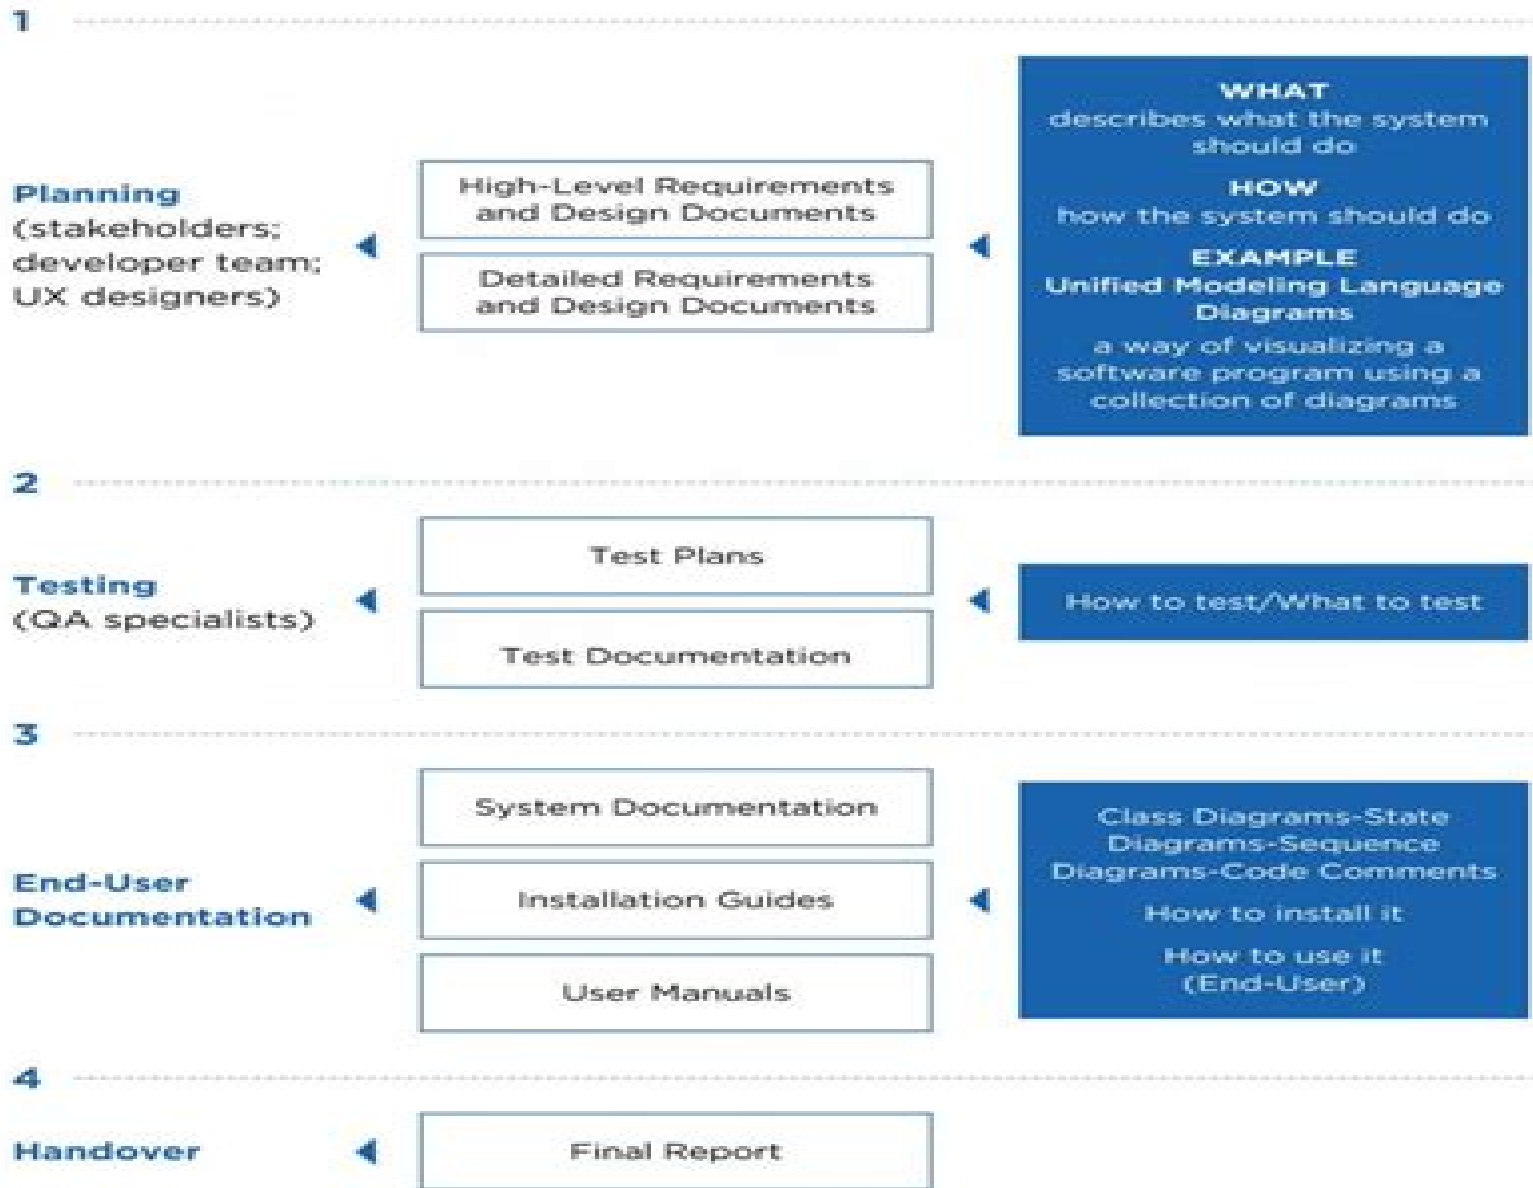 1
Planning
(stakeholders;
developer team;
UX designers)
High-Level Requirements
and Design Documents
Detailed Requirements
and Design Documents
WHAT
describes what the system
should do
HOW
how the system should do
EXAMPLE
Unified Modeling Language
Diagrams
a way of visualizing a
software program using a
collection of diagrams
2
Testing
(QA specialists)
Test Plans
Test Documentation
How to test/What to test
3
End-User
Documentation
System Documentation
Installation Guides
User Manuals
Class Diagrams-State
Diagrams-Sequence
Diagrams-Code Comments
How to install it
How to use it
(End-User)
4
Handover
Final Report